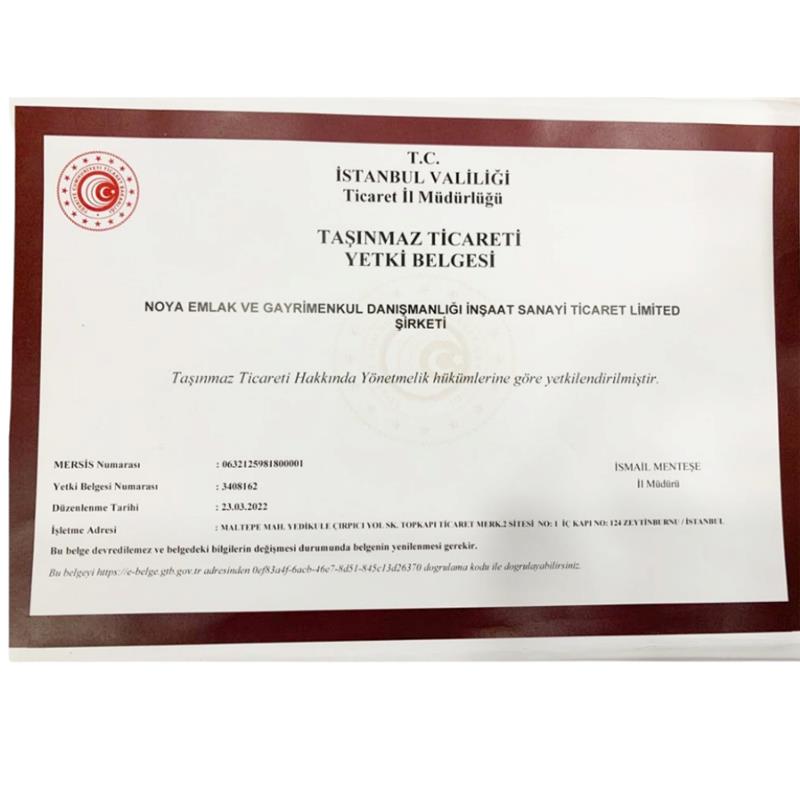 T.C.
İSTANBUL VALİLİĞİ
Ticaret İl Müdürlüğü
TAŞINMAZ TİCARETİ
YETKİ BELGESİ
NOYA EMLAK VE GAYRİMENKUL DANIŞMANLIĞI İNŞAAT SANAYİ TİCARET LİMİTED
ŞİRKETİ
Taşınmaz Ticareti Hakkında Yönetmelik hükümlerine göre yetkilendirilmiştir.
MERSİS Numarası : 0632125981800001
Yetki Belgesi Numarası : 3408162
Düzenlenme Tarihi : 23.03.2022
İşletme Adresi : MALTEPE MAH. YEDİKULE ÇIRPICI YOL SK. TOPKAPI TİCARET MERK.2 SİTESİ NO: 1 İÇ KAPI NO: 124 ZEYTİNBURNU / İSTANBUL
İSMAİL MENTEŞE
İl Müdürü
Bu belge devredilemez ve belgedeki bilgilerin değişmesi durumunda belgenin yenilenmesi gerekir.
Bu belgeyi https://e-belge.gtb.gov.tr adresinden 0ef83a4f-6acb-46e7-8d51-845c13d26370 dogrulama kodu ile dogrulayabilirsiniz.